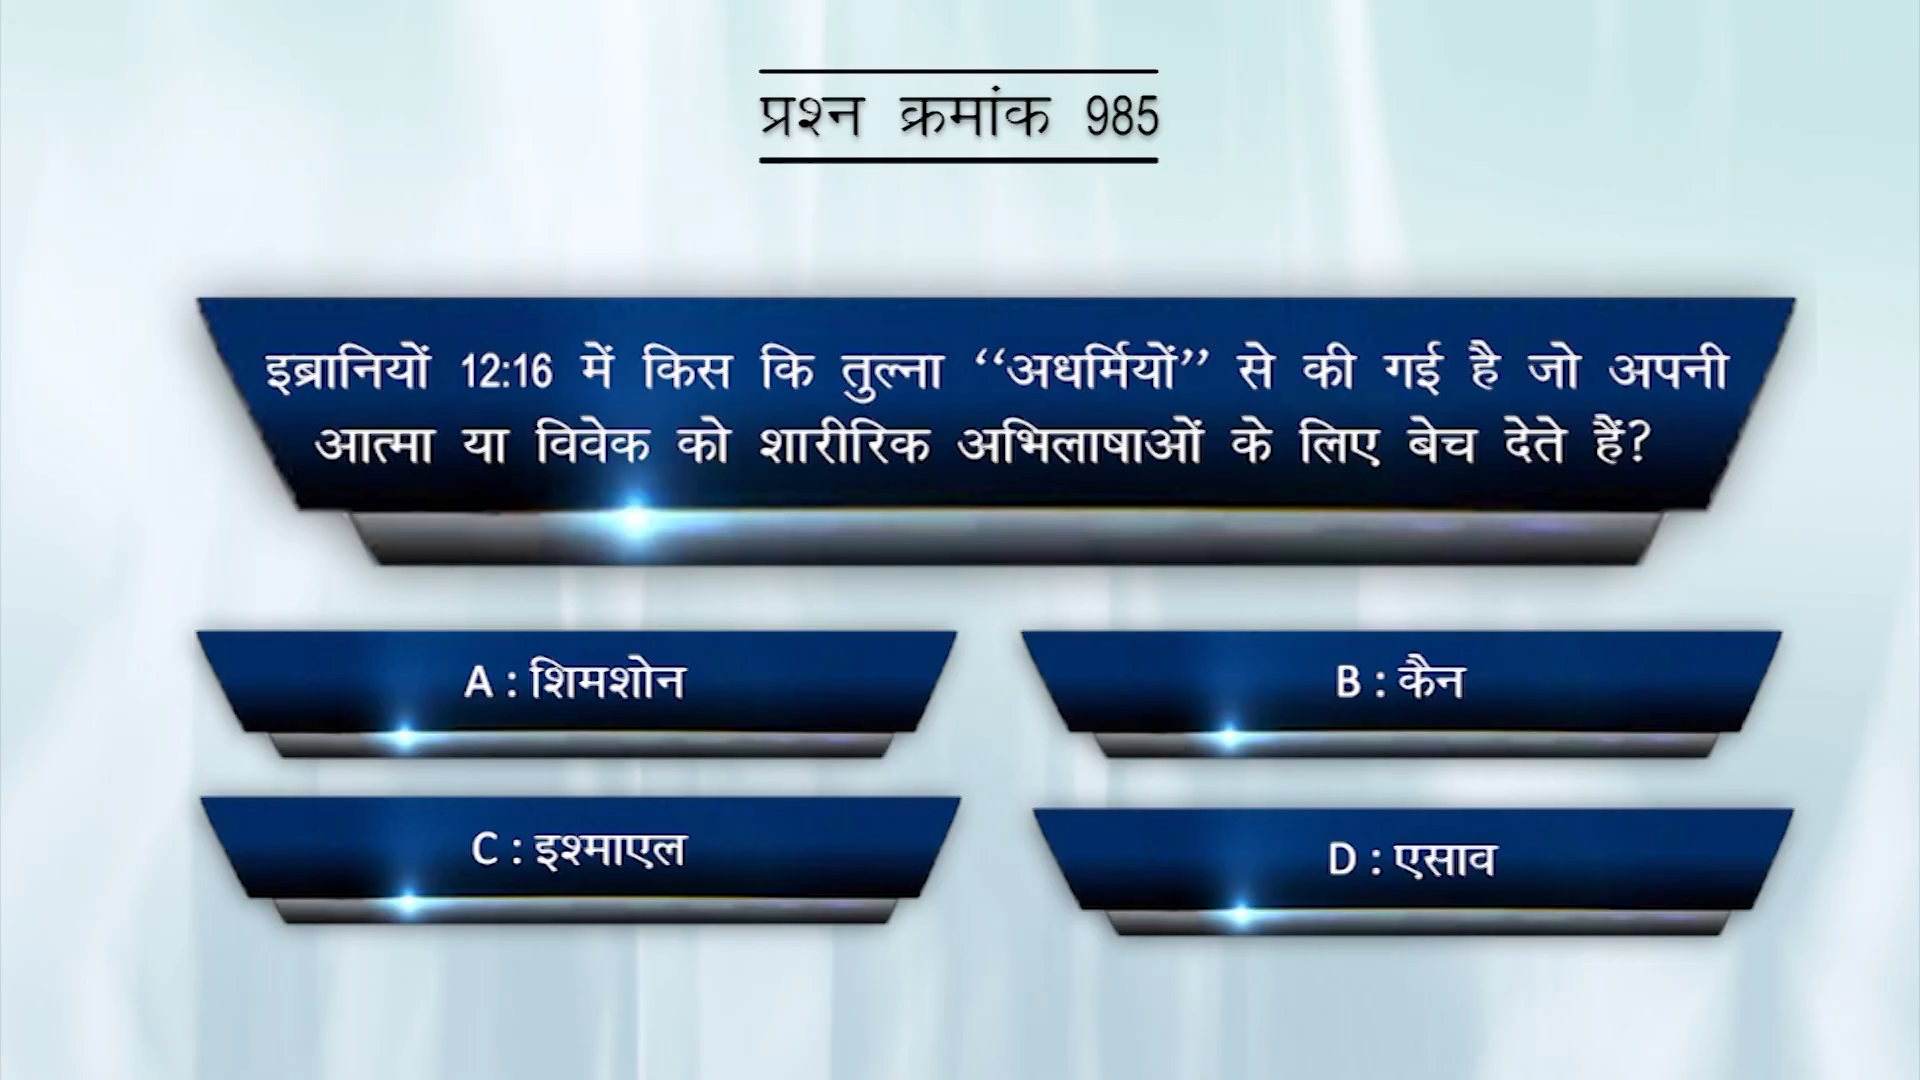 प्रश्न क्रमांक 985
इब्रानियों 12:16 में किस कि तुल्ना ‘‘अधर्मियों’’ से की गई है जो अपनी
आत्मा या विवेक को शारीरिक अभिलाषाओं के लिए बेच देते हैं?
A : शिमशोन
B : कैन
C : इश्माएल
D : एसाव